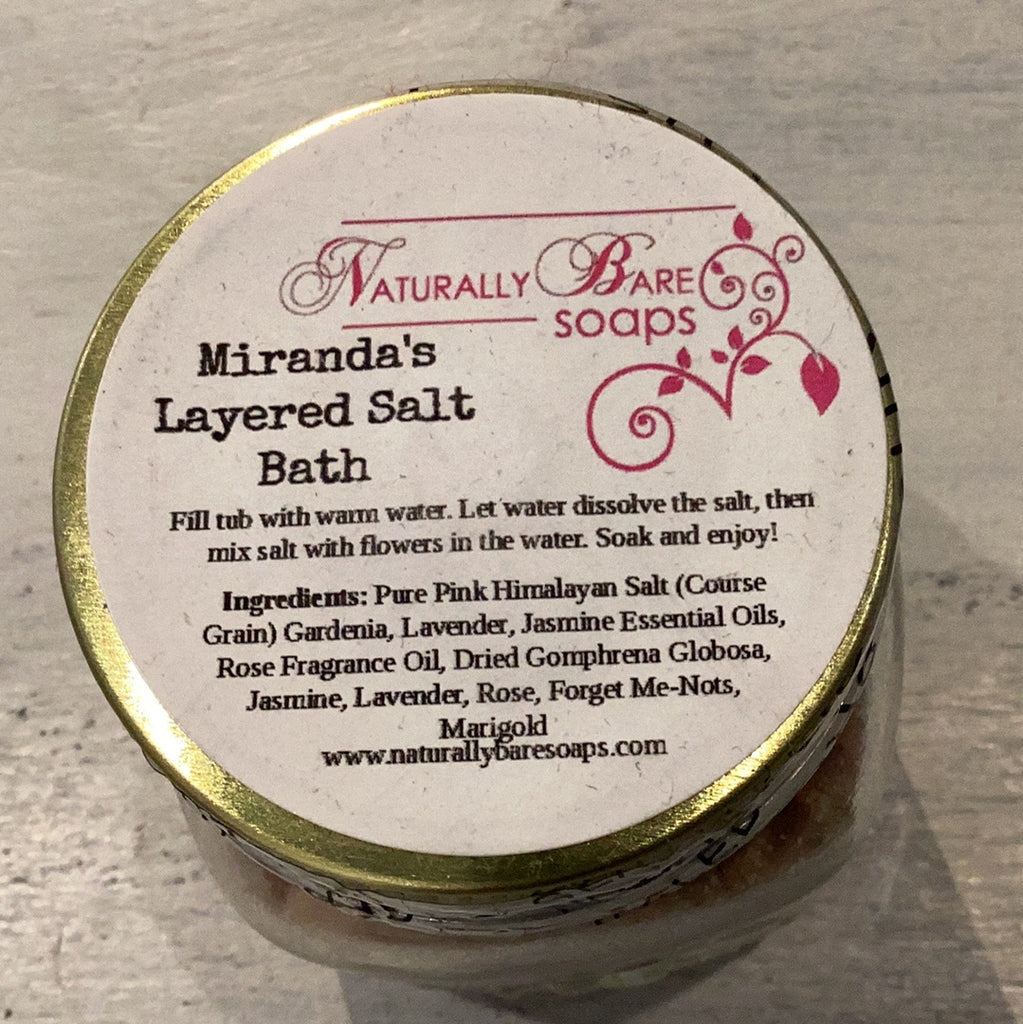 NATURALLY BARE
soaps
Miranda's
Layered Salt
Bath
Fill tub with warm water. Let water dissolve the salt, then
mix salt with flowers in the water. Soak and enjoy!
Ingredients: Pure Pink Himalayan Salt (Course
Grain) Gardenia, Lavender, Jasmine Essential Oils,
Rose Fragrance Oil, Dried Gomphrena Globosa,
Jasmine, Lavender, Rose, Forget Me-Nots,
Marigold
www.naturallybaresoaps.com